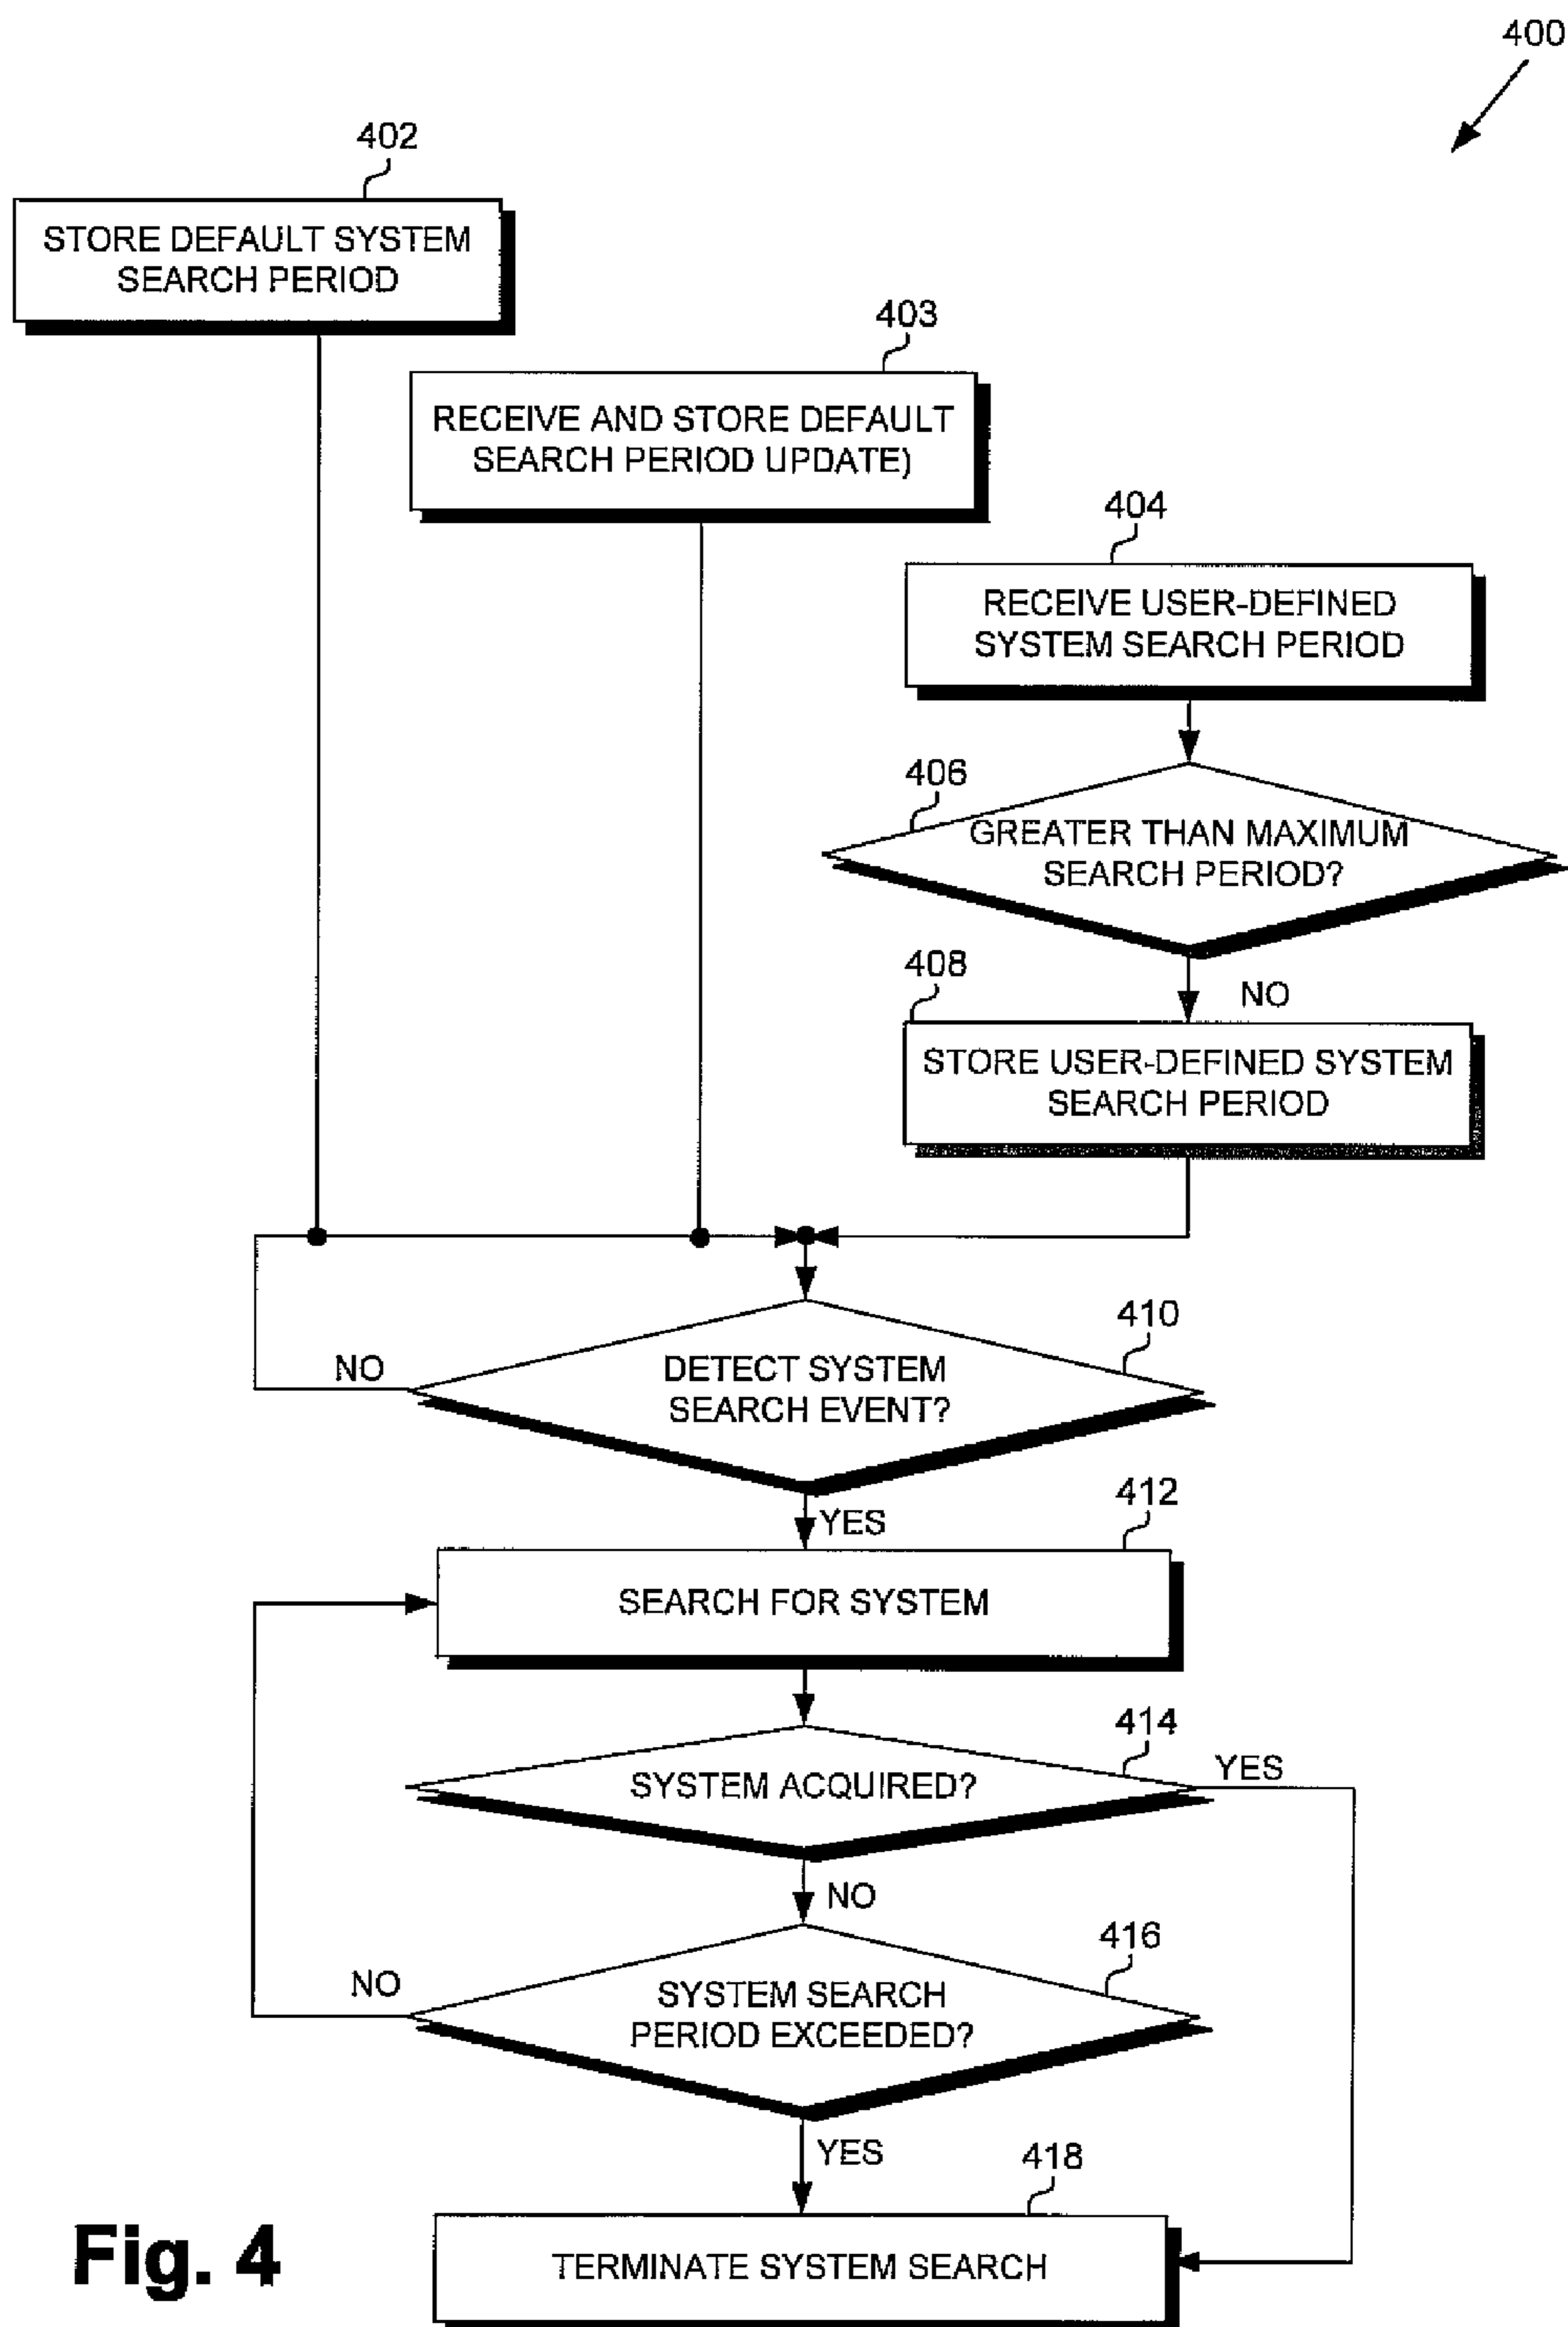 400
402
STORE DEFAULT SYSTEM
SEARCH PERIOD
403
RECEIVE AND STORE DEFAULT
SEARCH PERIOD UPDATE)
404
RECEIVE USER-DEFINED
SYSTEM SEARCH PERIOD
406
GREATER THAN MAXIMUM
SEARCH PERIOD?
408
NO
STORE USER-DEFINED SYSTEM
SEARCH PERIOD
410
NO
DETECT SYSTEM
SEARCH EVENT?
412
YES
SEARCH FOR SYSTEM
414
YES
SYSTEM ACQUIRED?
NO
416
NO
SYSTEM SEARCH
PERIOD EXCEEDED?
YES
418
TERMINATE SYSTEM SEARCH
Fig. 4